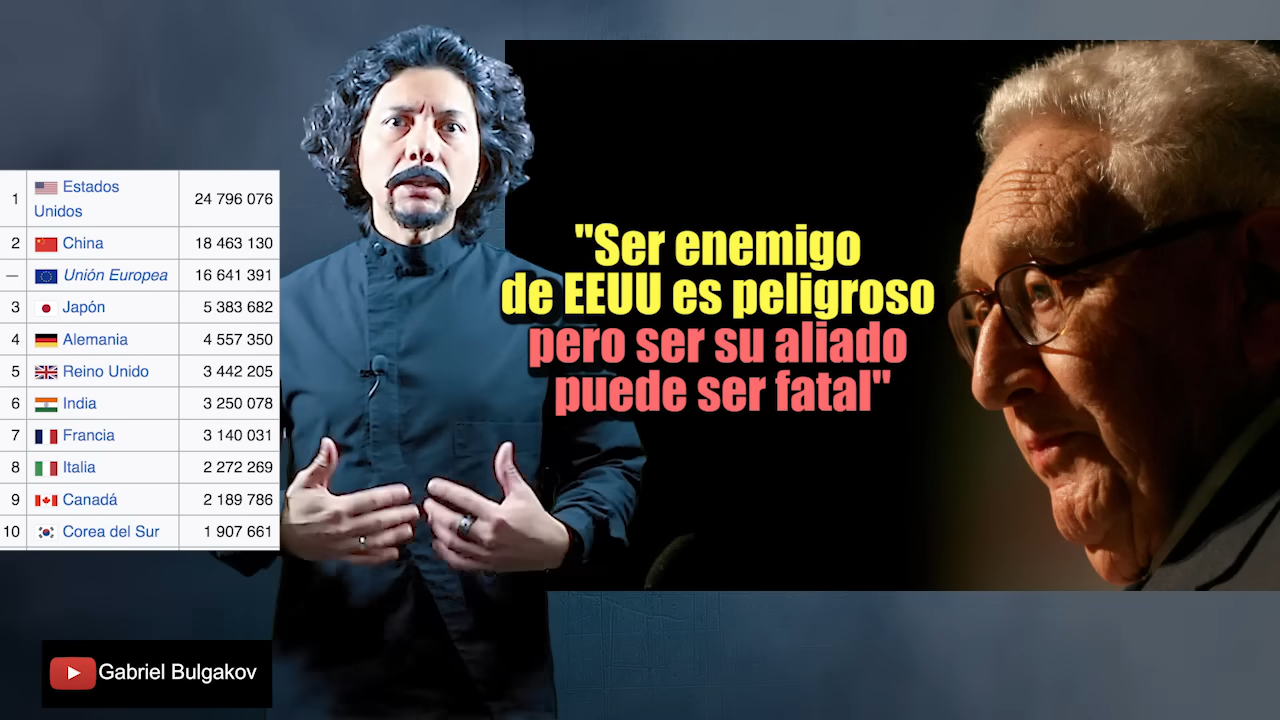 1 Estados Unidos 24 796 076
2 China 18 463 130
— Unión Europea 16 641 391
3 Japón 5 383 682
4 Alemania 4 557 350
5 Reino Unido 3 442 205
6 India 3 250 078
7 Francia 3 140 031
8 Italia 2 272 269
9 Canadá 2 189 786
10 Corea del Sur 1 907 661
"Ser enemigo
de EEUU es peligroso
pero ser su aliado
puede ser fatal"
Gabriel Bulgakov